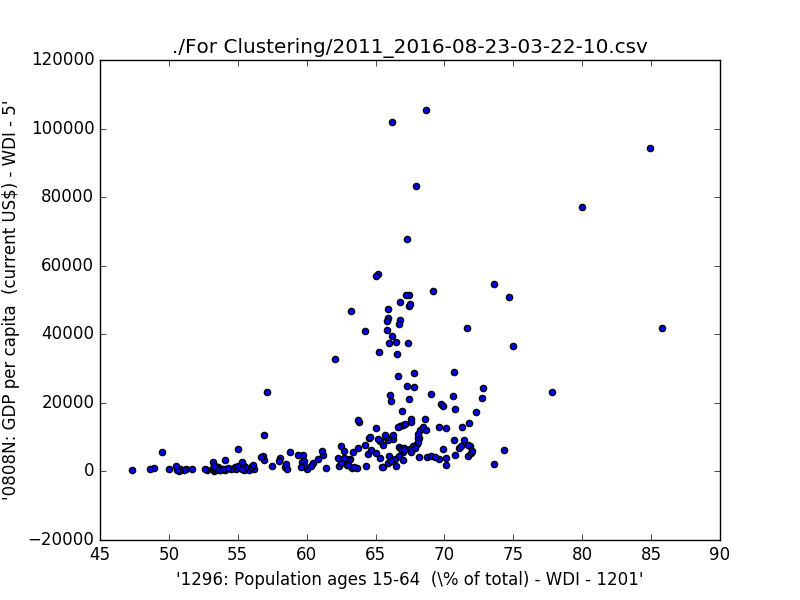 ./For Clustering/2011_2016-08-23-03-22-10.csv
120000
100000
80000
60000
40000
20000
0
−20000
45 50 55 60 65 70 75 80 85 90
'0808N: GDP per capita  (current US$) - WDI - 5'
'1296: Population ages 15-64  (\% of total) - WDI - 1201'